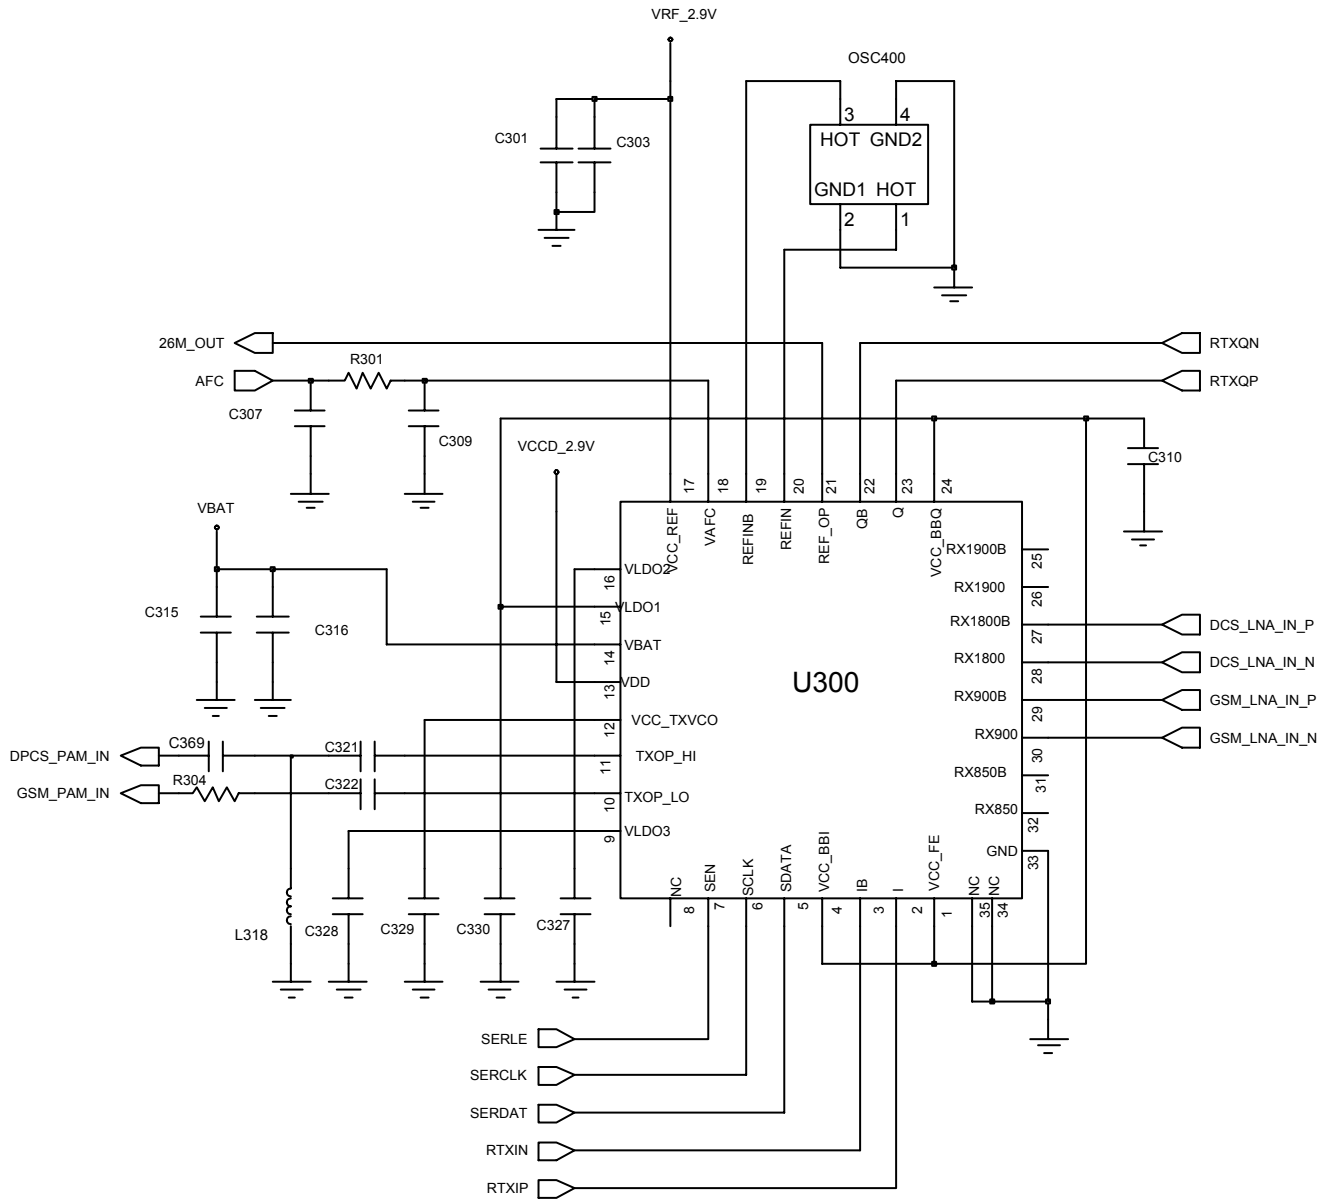 VRF_2.9V
OSC400
3 4
HOT GND2
GND1 HOT
2 1
C301
C303
26M_OUT
R301
AFC
C307
C309
VCCD_2.9V
RTXQN
RTXQP
C310
VBAT
17 18 19 20 21 22 23 24
VCC_REF
VAFC
REFINB
REFIN
REF_OP
QB
Q
VCC_BBQ
C315
C316
VLDO2
16
VLDO1
15
VBAT
14
VDD
13
VCC_TXVCO
12
TXOP_HI
11
TXOP_LO
10
VLDO3
9
U300
RX1900B
25
RX1900
26
RX1800B
27
RX1800
28
RX900B
29
RX900
30
RX850B
31
RX850
32
GND
33
DCS_LNA_IN_P
DCS_LNA_IN_N
GSM_LNA_IN_P
GSM_LNA_IN_N
DPCS_PAM_IN
C369
C321
GSM_PAM_IN
R304
C322
NC
SEN
SCLK
SDATA
VCC_BBI
IB
I
VCC_FE
NC
NC
8 7 6 5 4 3 2 1 35 34
L318
C328
C329
C330
C327
SERLE
SERCLK
SERDAT
RTXIN
RTXIP